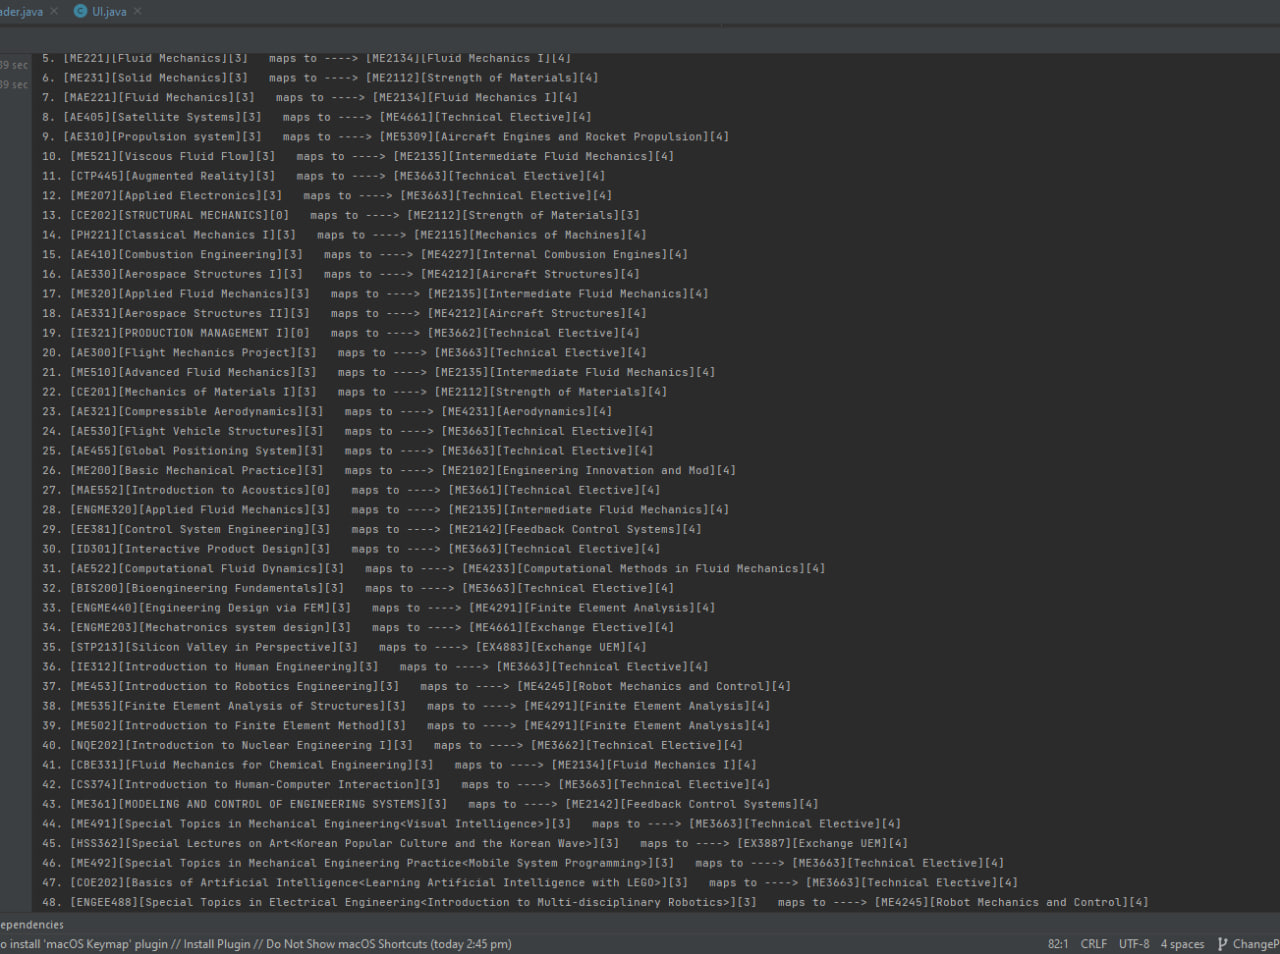 ader.java
UI.java
39 sec
39 sec
5. [ME221][Fluid Mechanics][3]   maps to ----> [ME2134][Fluid Mechanics I][4]
6. [ME231][Solid Mechanics][3]   maps to ----> [ME2112][Strength of Materials][4]
7. [MAE221][Fluid Mechanics][3]   maps to ----> [ME2134][Fluid Mechanics I][4]
8. [AE405][Satellite Systems][3]   maps to ----> [ME4661][Technical Elective][4]
9. [AE310][Propulsion system][3]   maps to ----> [ME5309][Aircraft Engines and Rocket Propulsion][4]
10. [ME521][Viscous Fluid Flow][3]   maps to ----> [ME2135][Intermediate Fluid Mechanics][4]
11. [CTP445][Augmented Reality][3]   maps to ----> [ME3663][Technical Elective][4]
12. [ME207][Applied Electronics][3]   maps to ----> [ME3663][Technical Elective][4]
13. [CE202][STRUCTURAL MECHANICS][0]   maps to ----> [ME2112][Strength of Materials][3]
14. [PH221][Classical Mechanics I][3]   maps to ----> [ME2115][Mechanics of Machines][4]
15. [AE410][Combustion Engineering][3]   maps to ----> [ME4227][Internal Combusion Engines][4]
16. [AE330][Aerospace Structures I][3]   maps to ----> [ME4212][Aircraft Structures][4]
17. [ME320][Applied Fluid Mechanics][3]   maps to ----> [ME2135][Intermediate Fluid Mechanics][4]
18. [AE331][Aerospace Structures II][3]   maps to ----> [ME4212][Aircraft Structures][4]
19. [IE321][PRODUCTION MANAGEMENT I][0]   maps to ----> [ME3662][Technical Elective][4]
20. [AE300][Flight Mechanics Project][3]   maps to ----> [ME3663][Technical Elective][4]
21. [ME510][Advanced Fluid Mechanics][3]   maps to ----> [ME2135][Intermediate Fluid Mechanics][4]
22. [CE201][Mechanics of Materials I][3]   maps to ----> [ME2112][Strength of Materials][4]
23. [AE321][Compressible Aerodynamics][3]   maps to ----> [ME4231][Aerodynamics][4]
24. [AE530][Flight Vehicle Structures][3]   maps to ----> [ME3663][Technical Elective][4]
25. [AE455][Global Positioning System][3]   maps to ----> [ME3663][Technical Elective][4]
26. [ME200][Basic Mechanical Practice][3]   maps to ----> [ME2102][Engineering Innovation and Mod][4]
27. [MAE552][Introduction to Acoustics][0]   maps to ----> [ME3661][Technical Elective][4]
28. [ENGME320][Applied Fluid Mechanics][3]   maps to ----> [ME2135][Intermediate Fluid Mechanics][4]
29. [EE381][Control System Engineering][3]   maps to ----> [ME2142][Feedback Control Systems][4]
30. [ID301][Interactive Product Design][3]   maps to ----> [ME3663][Technical Elective][4]
31. [AE522][Computational Fluid Dynamics][3]   maps to ----> [ME4233][Computational Methods in Fluid Mechanics][4]
32. [BIS200][Bioengineering Fundamentals][3]   maps to ----> [ME3663][Technical Elective][4]
33. [ENGME440][Engineering Design via FEM][3]   maps to ----> [ME4291][Finite Element Analysis][4]
34. [ENGME203][Mechatronics system design][3]   maps to ----> [ME4661][Exchange Elective][4]
35. [STP213][Silicon Valley in Perspective][3]   maps to ----> [EX4883][Exchange UEM][4]
36. [IE312][Introduction to Human Engineering][3]   maps to ----> [ME3663][Technical Elective][4]
37. [ME453][Introduction to Robotics Engineering][3]   maps to ----> [ME4245][Robot Mechanics and Control][4]
38. [ME535][Finite Element Analysis of Structures][3]   maps to ----> [ME4291][Finite Element Analysis][4]
39. [ME502][Introduction to Finite Element Method][3]   maps to ----> [ME4291][Finite Element Analysis][4]
40. [NQE202][Introduction to Nuclear Engineering I][3]   maps to ----> [ME3662][Technical Elective][4]
41. [CBE331][Fluid Mechanics for Chemical Engineering][3]   maps to ----> [ME2134][Fluid Mechanics I][4]
42. [CS374][Introduction to Human-Computer Interaction][3]   maps to ----> [ME3663][Technical Elective][4]
43. [ME361][MODELING AND CONTROL OF ENGINEERING SYSTEMS][3]   maps to ----> [ME2142][Feedback Control Systems][4]
44. [ME491][Special Topics in Mechanical Engineering<Visual Intelligence>][3]   maps to ----> [ME3663][Technical Elective][4]
45. [HSS362][Special Lectures on Art<Korean Popular Culture and the Korean Wave>][3]   maps to ----> [EX3887][Exchange UEM][4]
46. [ME492][Special Topics in Mechanical Engineering Practice<Mobile System Programming>][3]   maps to ----> [ME3663][Technical Elective][4]
47. [COE202][Basics of Artificial Intelligence<Learning Artificial Intelligence with LEGO>][3]   maps to ----> [ME3663][Technical Elective][4]
48. [ENGEE488][Special Topics in Electrical Engineering<Introduction to Multi-disciplinary Robotics>][3]   maps to ----> [ME4245][Robot Mechanics and Control][4]
ependencies
o install 'macOS Keymap' plugin // Install Plugin // Do Not Show macOS Shortcuts (today 2:45 pm)
82:1 CRLF UTF-8 4 spaces ChangeP